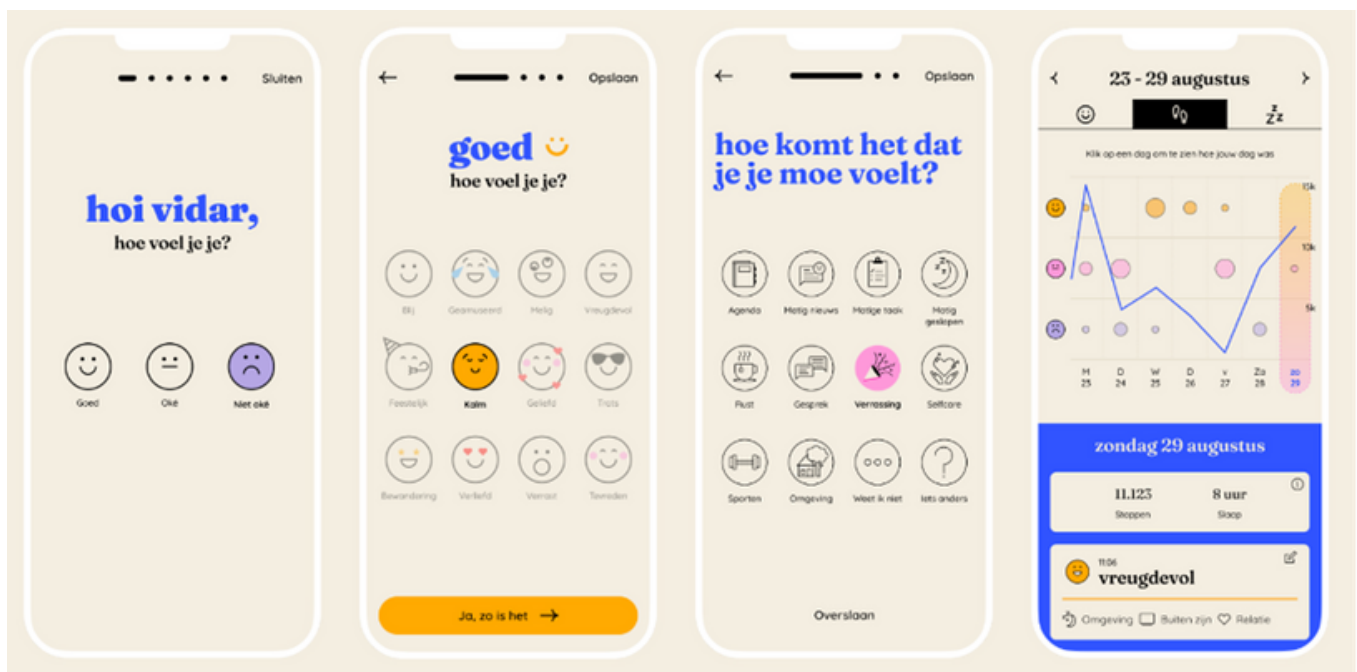 Sluiten
hoi vidar,
hoe voel je je?
Goed
Oké
Niet oké
Opslaan
goed
hoe voel je je?
Blij
Geamuseerd
Melig
Vreugdevol
Feestelijk
Kalm
Geliefd
Trots
Bewondering
Verliefd
Verrast
Tevreden
Ja, zo is het →
Opslaan
hoe komt het dat
je je moe voelt?
Agenda
Matig nieuws
Matige taak
Matig
geslapen
Rust
Gesprek
Verrassing
Selfcare
Sporten
Omgeving
Weet ik niet
Iets anders
Overslaan
23 - 29 augustus
Klik op een dag om te zien hoe jouw dag was
15k
10k
5k
M D W D v Za zo
23 24 25 26 27 28 29
zondag 29 augustus
11.123 8 uur
Stappen Slaap
11:06
vreugdevol
Omgeving Buiten zijn Relatie